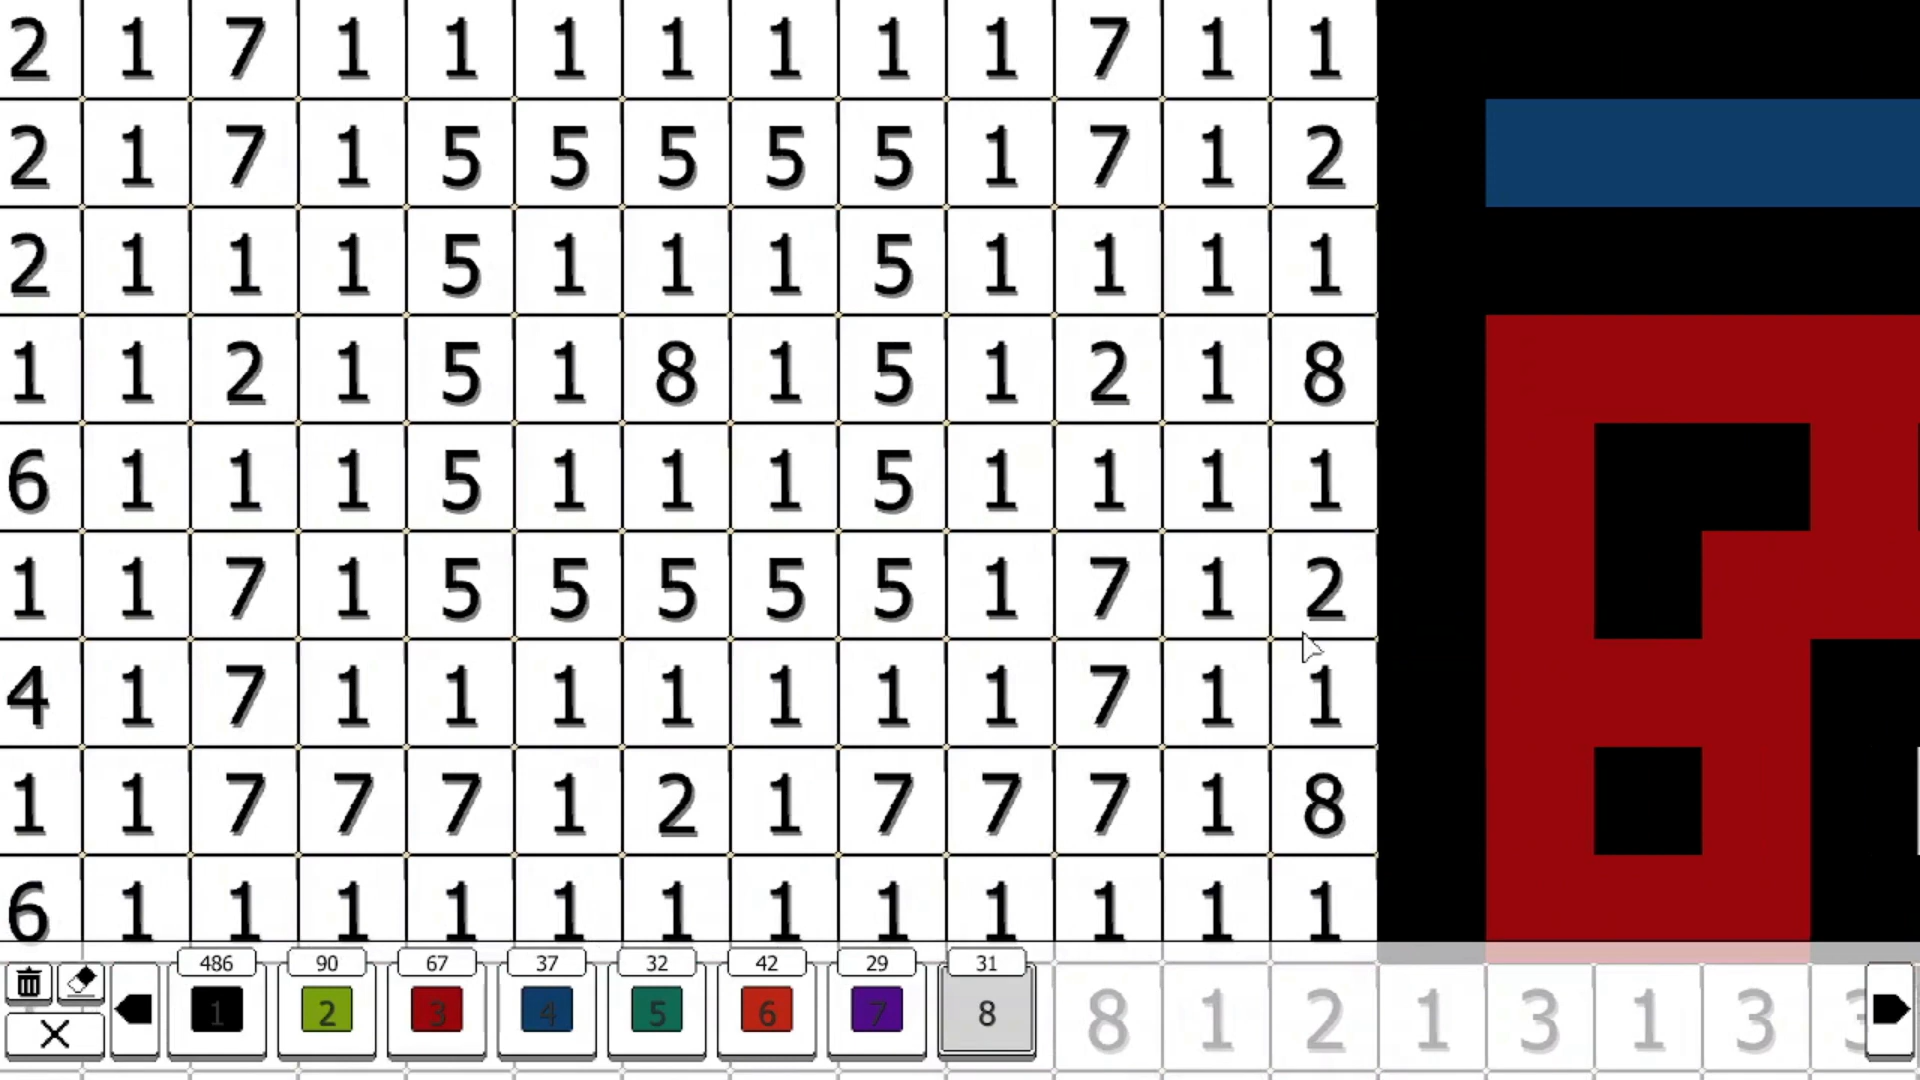 2 1 7 1 1 1 1 1 1 1 7 1 1
2 1 7 1 5 5 5 5 5 1 7 1 2
2 1 1 1 5 1 1 1 5 1 1 1 1
1 1 2 1 5 1 8 1 5 1 2 1 8
6 1 1 1 5 1 1 1 5 1 1 1 1
1 1 7 1 5 5 5 5 5 1 7 1 2
4 1 7 1 1 1 1 1 1 1 7 1 1
1 1 7 7 7 1 2 1 7 7 7 1 8
6 1 1 1 1 1 1 1 1 1 1 1 1
486 90 67 37 32 42 29 31
1 2 3 4 5 6 7 8 8 1 2 1 3 1 3 3